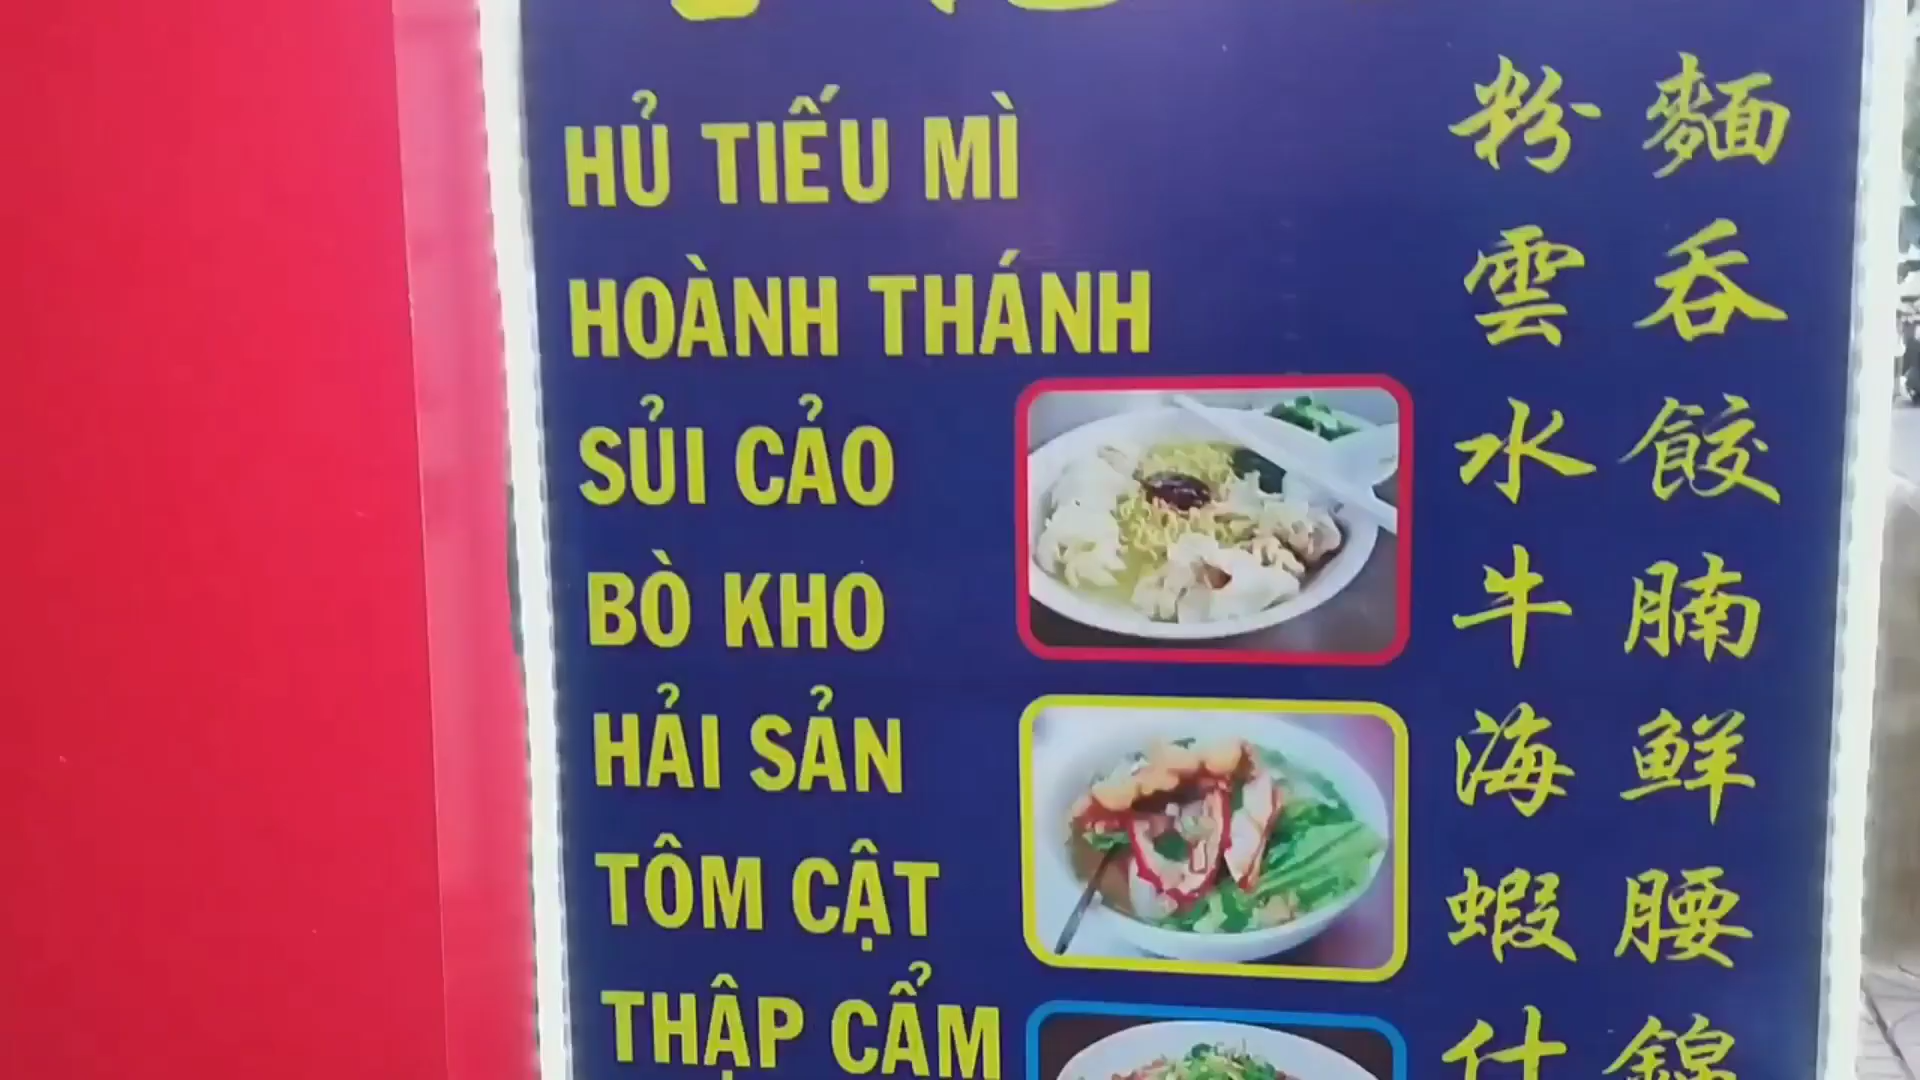 HỦ TIẾU MÌ
粉麵
HOÀNH THÁNH
雲呑
SỦI CẢO
水餃
BÒ KHO
牛腩
HẢI SẢN
海鮮
TÔM CẬT
蝦腰
THẬP CẨM
什錦